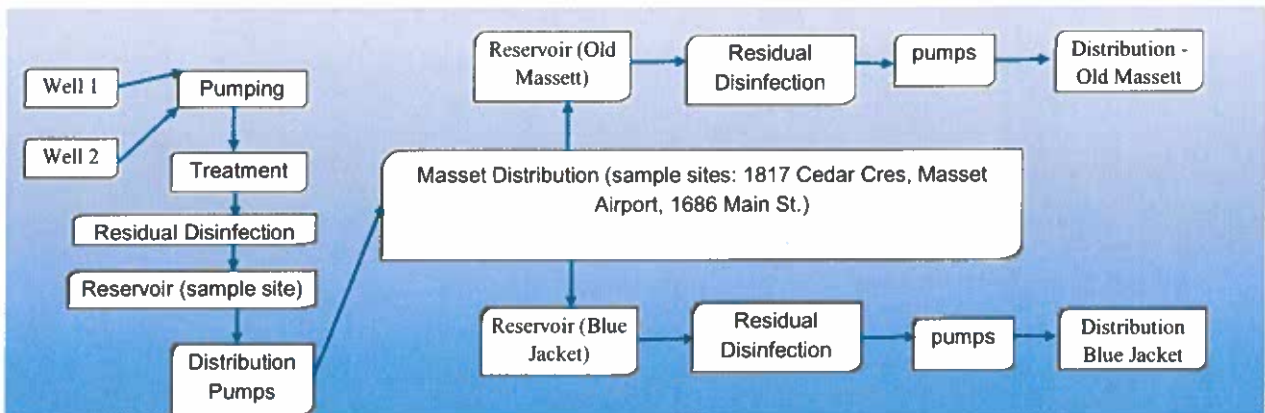 Well 1
Well 2
Pumping
Treatment
Residual Disinfection
Reservoir (sample site)
Distribution
Pumps
Masset Distribution (sample sites: 1817 Cedar Cres, Masset
Airport, 1686 Main St.)
Reservoir (Old
Massett)
Residual
Disinfection
pumps
Distribution -
Old Massett
Reservoir (Blue
Jacket)
Residual
Disinfection
pumps
Distribution
Blue Jacket